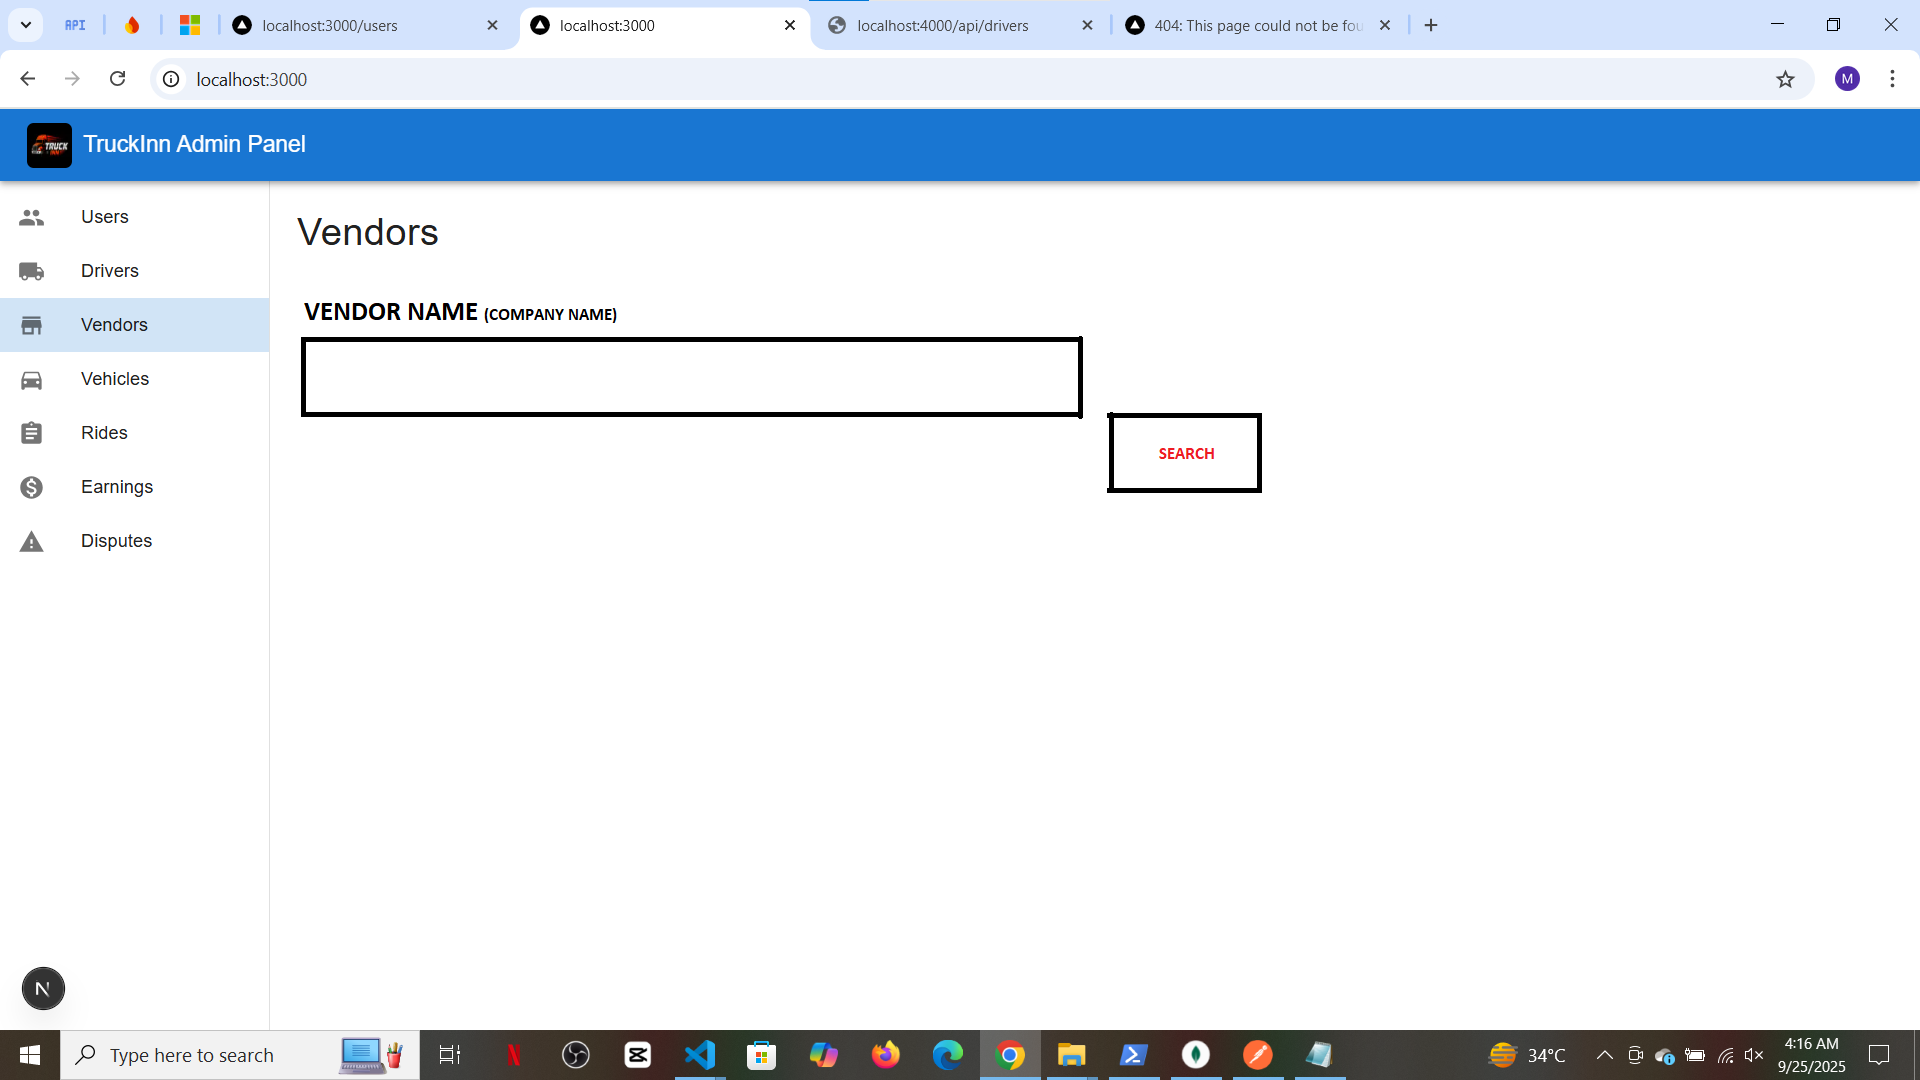 API
localhost:3000/users
localhost:3000
localhost:4000/api/drivers
404: This page could not be fou
localhost:3000
M
TRUCK
TruckInn Admin Panel
Users
Drivers
Vendors
Vehicles
Rides
Earnings
Disputes
Vendors
VENDOR NAME (COMPANY NAME)
SEARCH
N
Type here to search
34°C
4:16 AM
9/25/2025